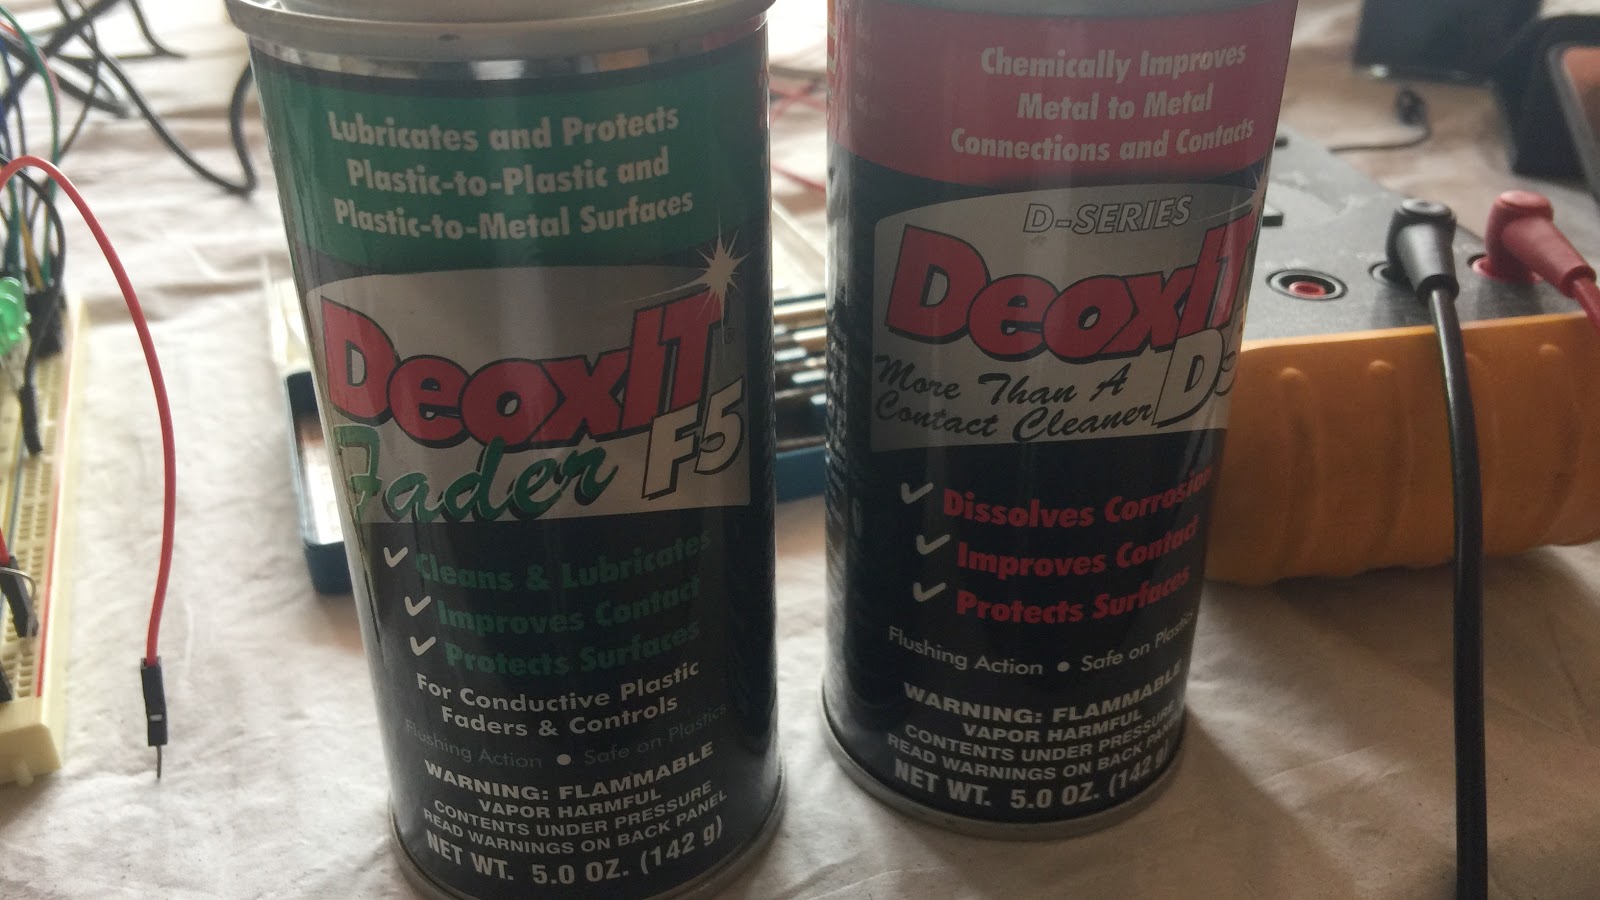 Lubricates and Protects
Plastic-to-Plastic and
Plastic-to-Metal Surfaces
DeoxIT®
Fader F5
Cleans & Lubricates
Improves Contact
Protects Surfaces
For Conductive Plastic
Faders & Controls
Flushing Action • Safe on Plastics
WARNING: FLAMMABLE
VAPOR HARMFUL
CONTENTS UNDER PRESSURE
READ WARNINGS ON BACK PANEL
NET WT. 5.0 OZ. (142 g)
Chemically Improves
Metal to Metal
Connections and Contacts
D-SERIES
DeoxIT
D5
More Than A
Contact Cleaner
Dissolves Corrosion
Improves Contact
Protects Surfaces
Flushing Action • Safe on Plastics
WARNING: FLAMMABLE
VAPOR HARMFUL
CONTENTS UNDER PRESSURE
READ WARNINGS ON BACK PANEL
NET WT. 5.0 OZ. (142 g)